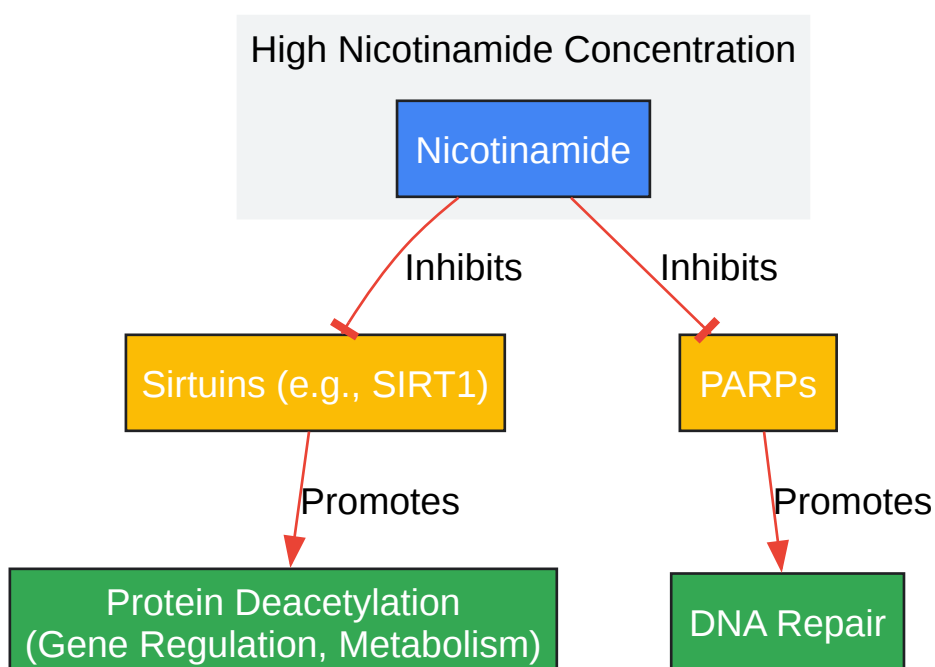 High Nicotinamide Concentration
Nicotinamide
Inhibits
Inhibits
Sirtuins (e.g., SIRT1)
PARPs
Promotes
Promotes
Protein Deacetylation
(Gene Regulation, Metabolism)
DNA Repair